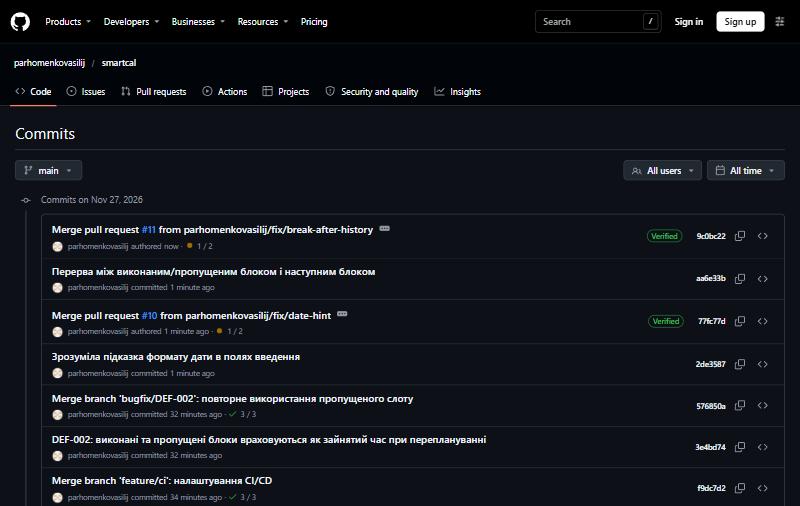 Products Developers Businesses Resources Pricing Search / Sign in Sign up
parhomenkovasilij / smartcal
Code Issues Pull requests Actions Projects Security and quality Insights
Commits
main All users All time
Commits on Nov 27, 2026
Merge pull request #11 from parhomenkovasilij/fix/break-after-history
Verified 9c0bc22
parhomenkovasilij authored now · 1 / 2
Перерва між виконаним/пропущеним блоком і наступним блоком
aa6e33b
parhomenkovasilij committed 1 minute ago
Merge pull request #10 from parhomenkovasilij/fix/date-hint
Verified 77fc77d
parhomenkovasilij authored 1 minute ago · 1 / 2
Зрозуміла підказка формату дати в полях введення
2de3587
parhomenkovasilij committed 1 minute ago
Merge branch 'bugfix/DEF-002': повторне використання пропущеного слоту
576850a
parhomenkovasilij committed 32 minutes ago · 3 / 3
DEF-002: виконані та пропущені блоки враховуються як зайнятий час при переплануванні
3e4bd74
parhomenkovasilij committed 32 minutes ago
Merge branch 'feature/ci': налаштування CI/CD
f9dc7d2
parhomenkovasilij committed 34 minutes ago · 3 / 3